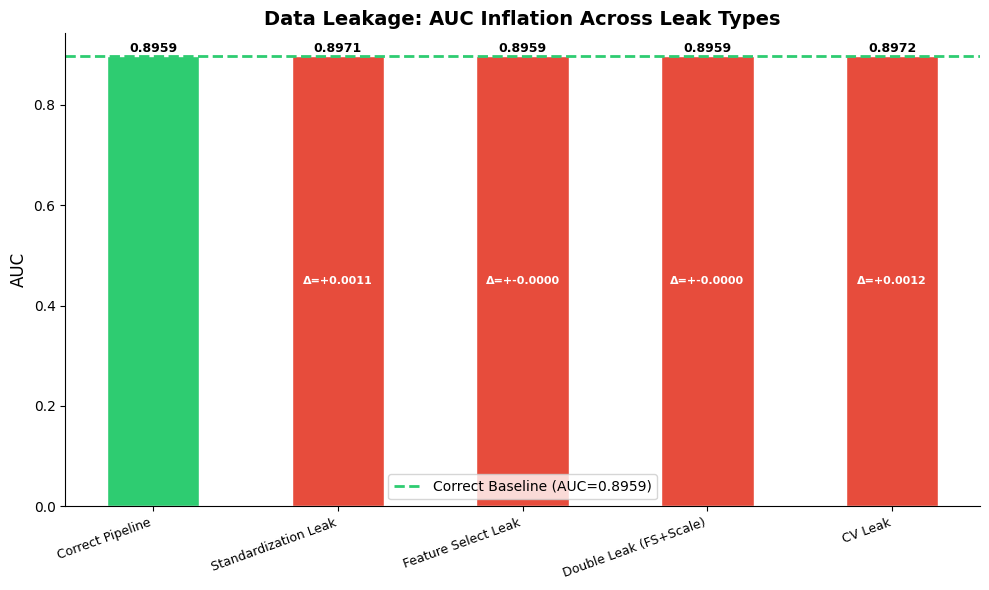 Data Leakage: AUC Inflation Across Leak Types
0.8959
0.8971
0.8959
0.8959
0.8972
AUC
0.8
0.6
0.4
0.2
0.0
Δ=+0.0011
Δ=+-0.0000
Δ=+-0.0000
Δ=+0.0012
Correct Baseline (AUC=0.8959)
Correct Pipeline
Standardization Leak
Feature Select Leak
Double Leak (FS+Scale)
CV Leak